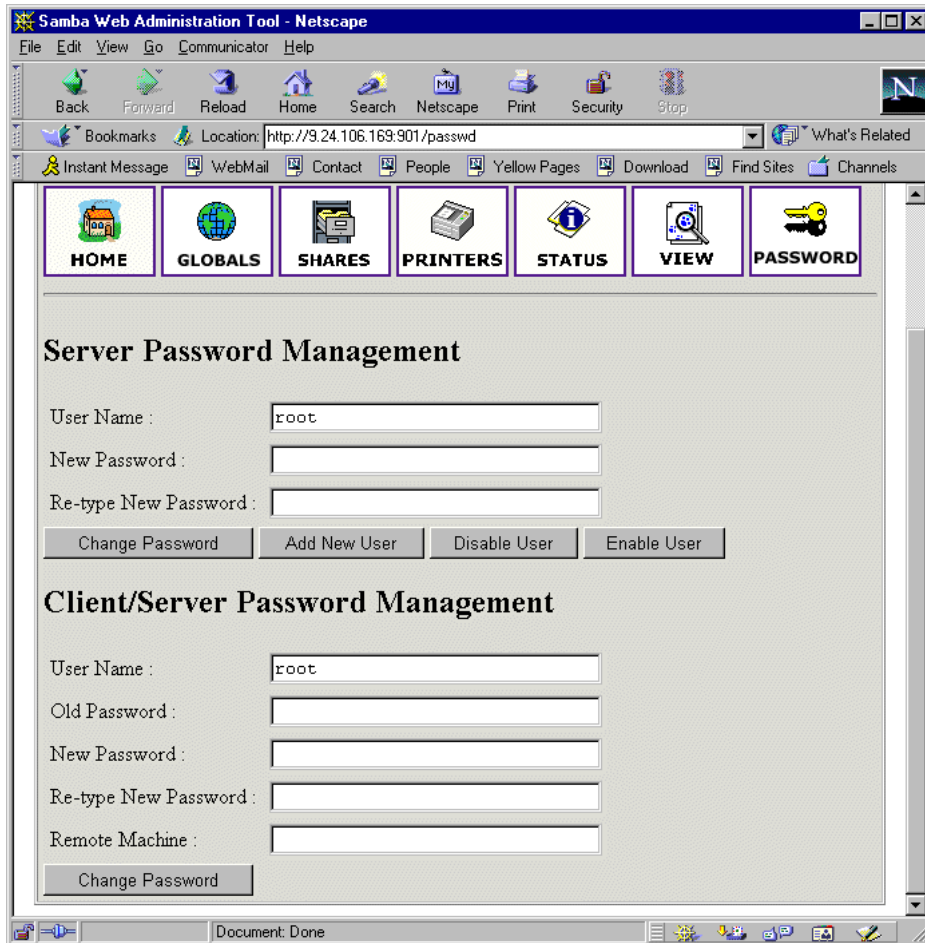 Samba Web Administration Tool - Netscape
File Edit View Go Communicator Help
Back Forward Reload Home Search Netscape Print Security Stop
My
N
Bookmarks Location: http://9.24.106.169:901/passwd What's Related
Instant Message WebMail Contact People Yellow Pages Download Find Sites Channels
HOME GLOBALS SHARES PRINTERS STATUS VIEW PASSWORD
Server Password Management
User Name : root
New Password :
Re-type New Password :
Change Password Add New User Disable User Enable User
Client/Server Password Management
User Name : root
Old Password :
New Password :
Re-type New Password :
Remote Machine :
Change Password
Document: Done